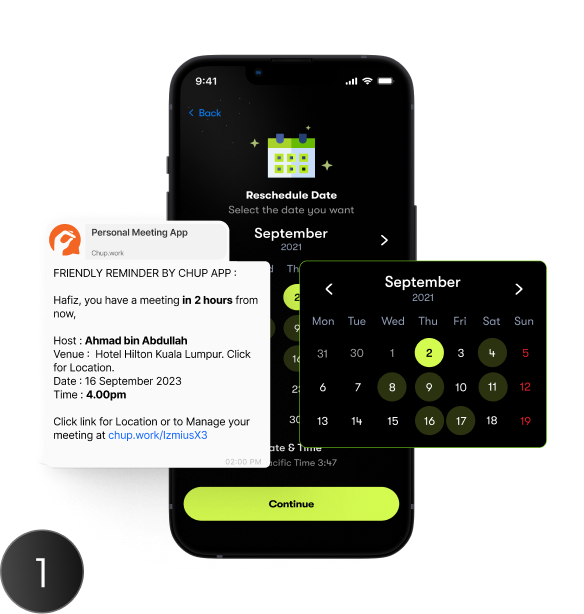 9:41
Back
Reschedule Date
Select the date you want
September
2021
Personal Meeting App
Chup.work
FRIENDLY REMINDER BY CHUP APP :
Hafiz, you have a meeting in 2 hours from
now,
Host : Ahmad bin Abdullah
Venue : Hotel Hilton Kuala Lumpur. Click
for Location.
Date : 16 September 2023
Time : 4.00pm
Click link for Location or to Manage your
meeting at chup.work/IzmiusX3
02:00 PM
September
2021
Mon Tue Wed Thu Fri Sat Sun
31 30 1 2 3 4 5
6 7 8 9 10 11 12
13 14 15 16 17 18 19
& Time
Pacific Time 3:47
Continue
1